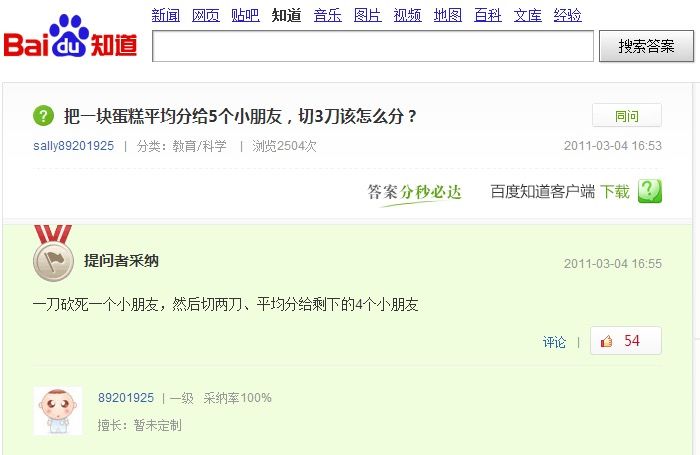 新闻 网页 贴吧 知道 音乐 图片 视频 地图 百科 文库 经验
Bai du 知道
搜索答案
把一块蛋糕平均分给5个小朋友，切3刀该怎么分？
同问
sally89201925 | 分类：教育/科学 | 浏览2504次
2011-03-04 16:53
答案分秒必达 百度知道客户端 下载
提问者采纳
2011-03-04 16:55
一刀砍死一个小朋友，然后切两刀、平均分给剩下的4个小朋友
评论 | 54
89201925 | 一级 采纳率100%
擅长：暂未定制